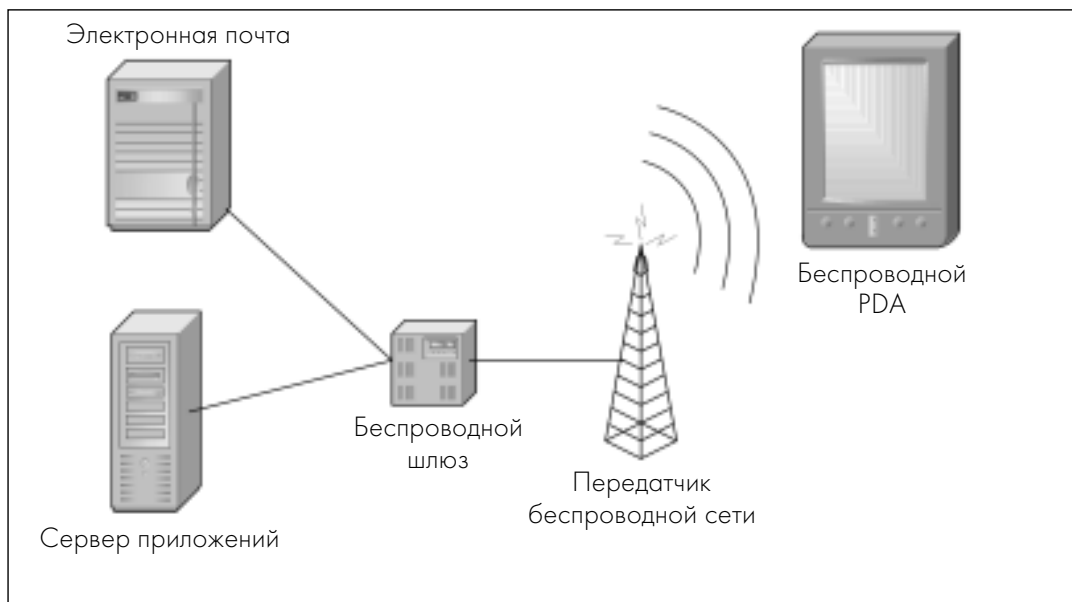 Электронная почта
Беспроводной
PDA
Беспроводной
шлюз
Передатчик
беспроводной сети
Сервер приложений